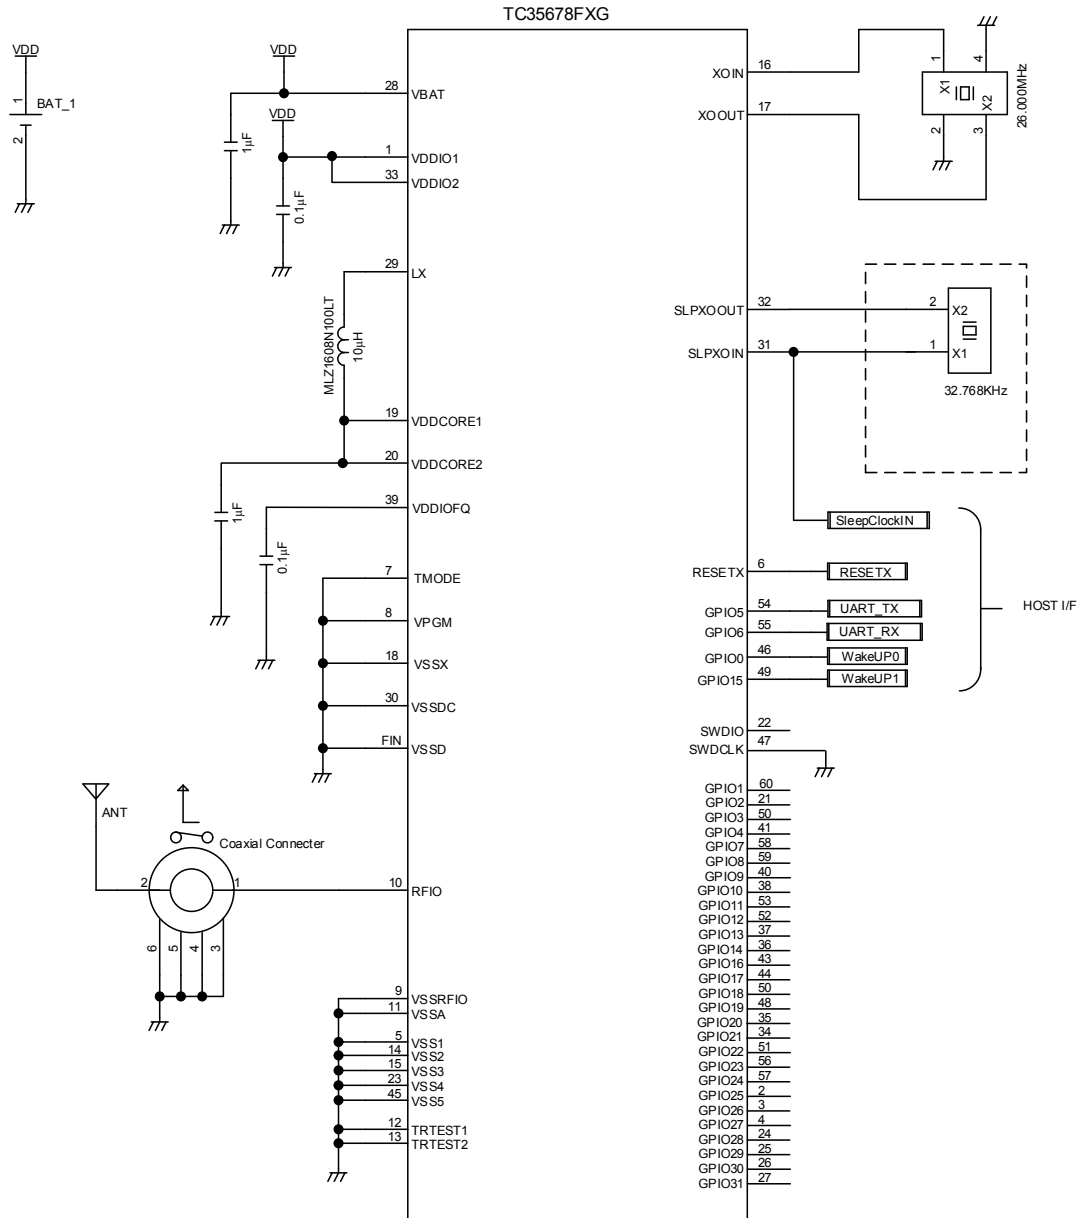 TC35678FXG
VDD
1
BAT_1
2
VDD
28
VBAT
1µF
VDD
1
VDDIO1
33
VDDIO2
0.1µF
29
LX
MLZ1608N100LT
10µH
19
VDDCORE1
20
VDDCORE2
1µF
39
VDDIOFQ
0.1µF
7
TMODE
8
VPGM
18
VSSX
30
VSSDC
FIN
VSSD
ANT
Coaxial Connecter
2
1
10
RFIO
6
5
4
3
9
VSSRFIO
11
VSSA
5
VSS1
14
VSS2
15
VSS3
23
VSS4
45
VSS5
12
TRTEST1
13
TRTEST2
XOIN
16
XOOUT
17
1
4
X1
X2
2
3
26.000MHz
SLPXOOUT
32
2
X2
SLPXOIN
31
1
X1
32.768KHz
SleepClockIN
RESETX
6
RESETX
GPIO5
54
UART_TX
GPIO6
55
UART_RX
GPIO0
46
WakeUP0
GPIO15
49
WakeUP1
HOST I/F
SWDIO
22
SWDCLK
47
GPIO1
60
GPIO2
21
GPIO3
50
GPIO4
41
GPIO7
58
GPIO8
59
GPIO9
40
GPIO10
38
GPIO11
53
GPIO12
52
GPIO13
37
GPIO14
36
GPIO16
43
GPIO17
44
GPIO18
50
GPIO19
48
GPIO20
35
GPIO21
34
GPIO22
51
GPIO23
56
GPIO24
57
GPIO25
2
GPIO26
3
GPIO27
4
GPIO28
24
GPIO29
25
GPIO30
26
GPIO31
27